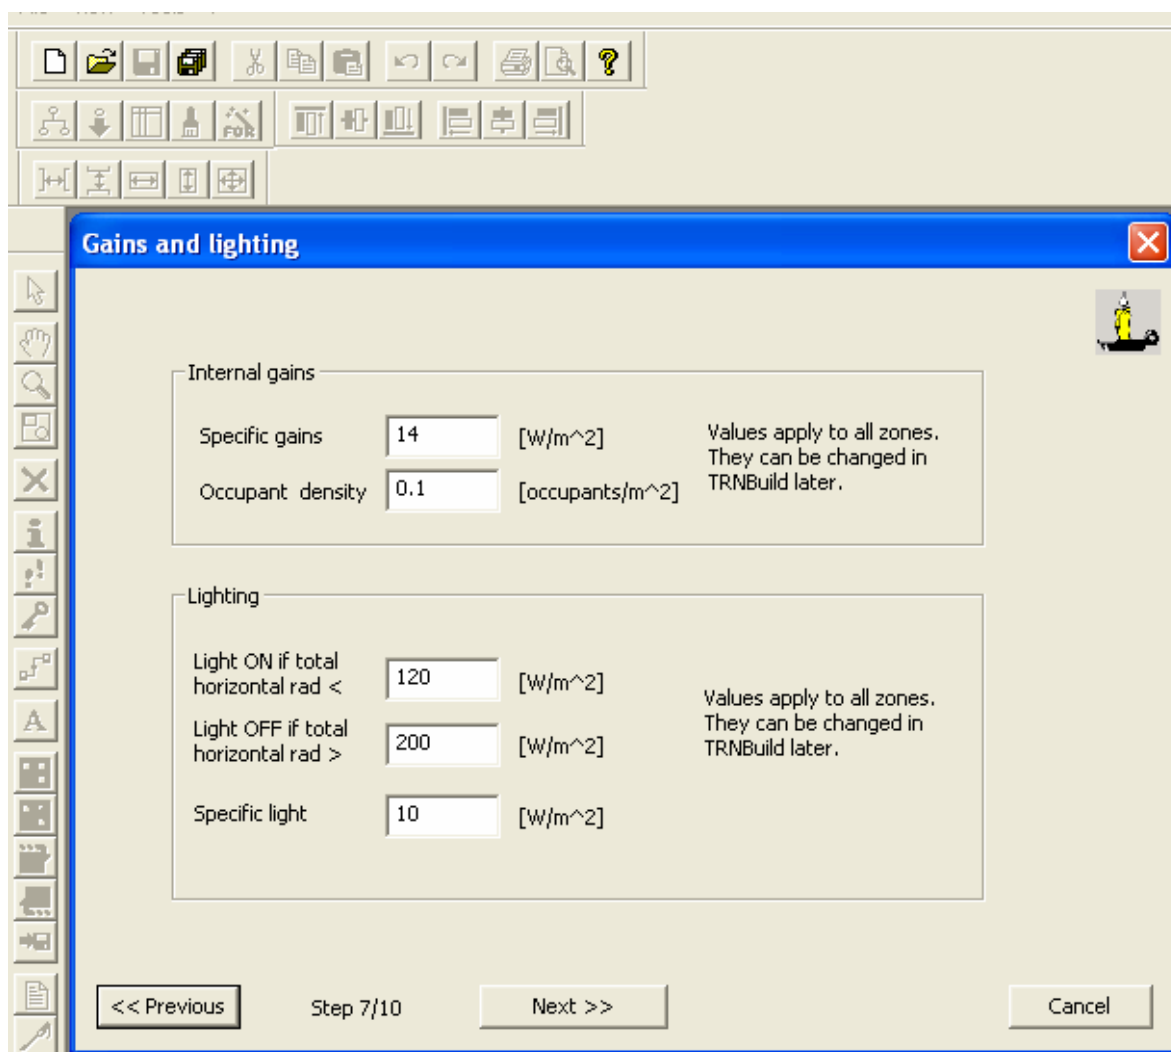 FOR
Gains and lighting
Internal gains
Specific gains 14 [W/m^2]
Occupant density 0.1 [occupants/m^2]
Values apply to all zones.
They can be changed in
TRNBuild later.
Lighting
Light ON if total
horizontal rad < 120 [W/m^2]
Light OFF if total
horizontal rad > 200 [W/m^2]
Specific light 10 [W/m^2]
Values apply to all zones.
They can be changed in
TRNBuild later.
<< Previous Step 7/10 Next >> Cancel